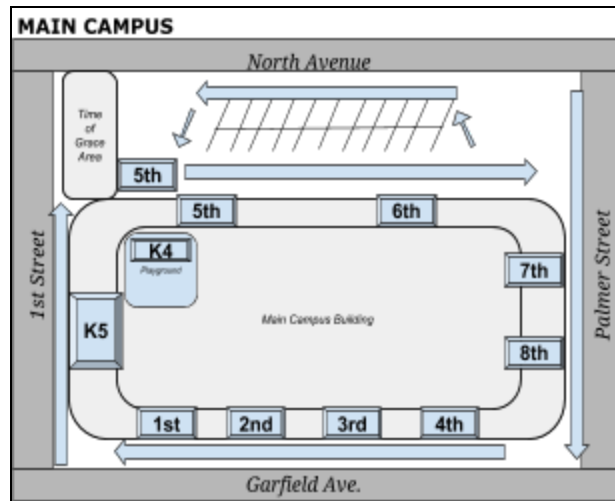 MAIN CAMPUS
North Avenue
Time
of
Grace
Area
5th
5th
6th
K4
Playground
7th
1st Street
Palmer Street
K5
Main Campus Building
8th
1st
2nd
3rd
4th
Garfield Ave.